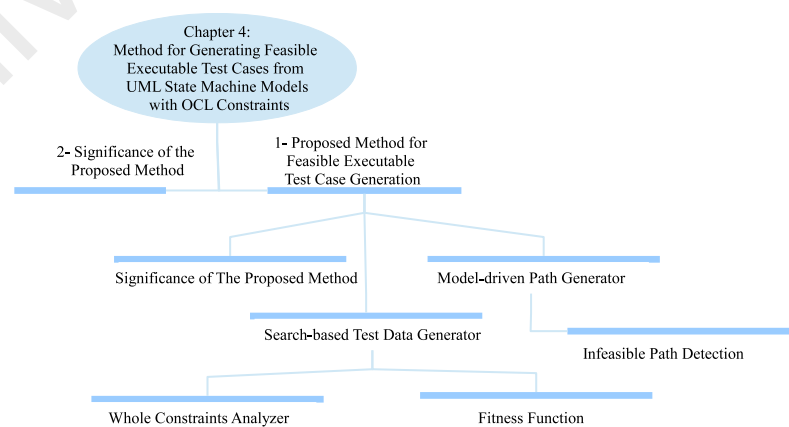 Chapter 4:
Method for Generating Feasible
Executable Test Cases from
UML State Machine Models
with OCL Constraints
2- Significance of the
Proposed Method
1- Proposed Method for
Feasible Executable
Test Case Generation
Significance of The Proposed Method
Model-driven Path Generator
Search-based Test Data Generator
Infeasible Path Detection
Whole Constraints Analyzer
Fitness Function